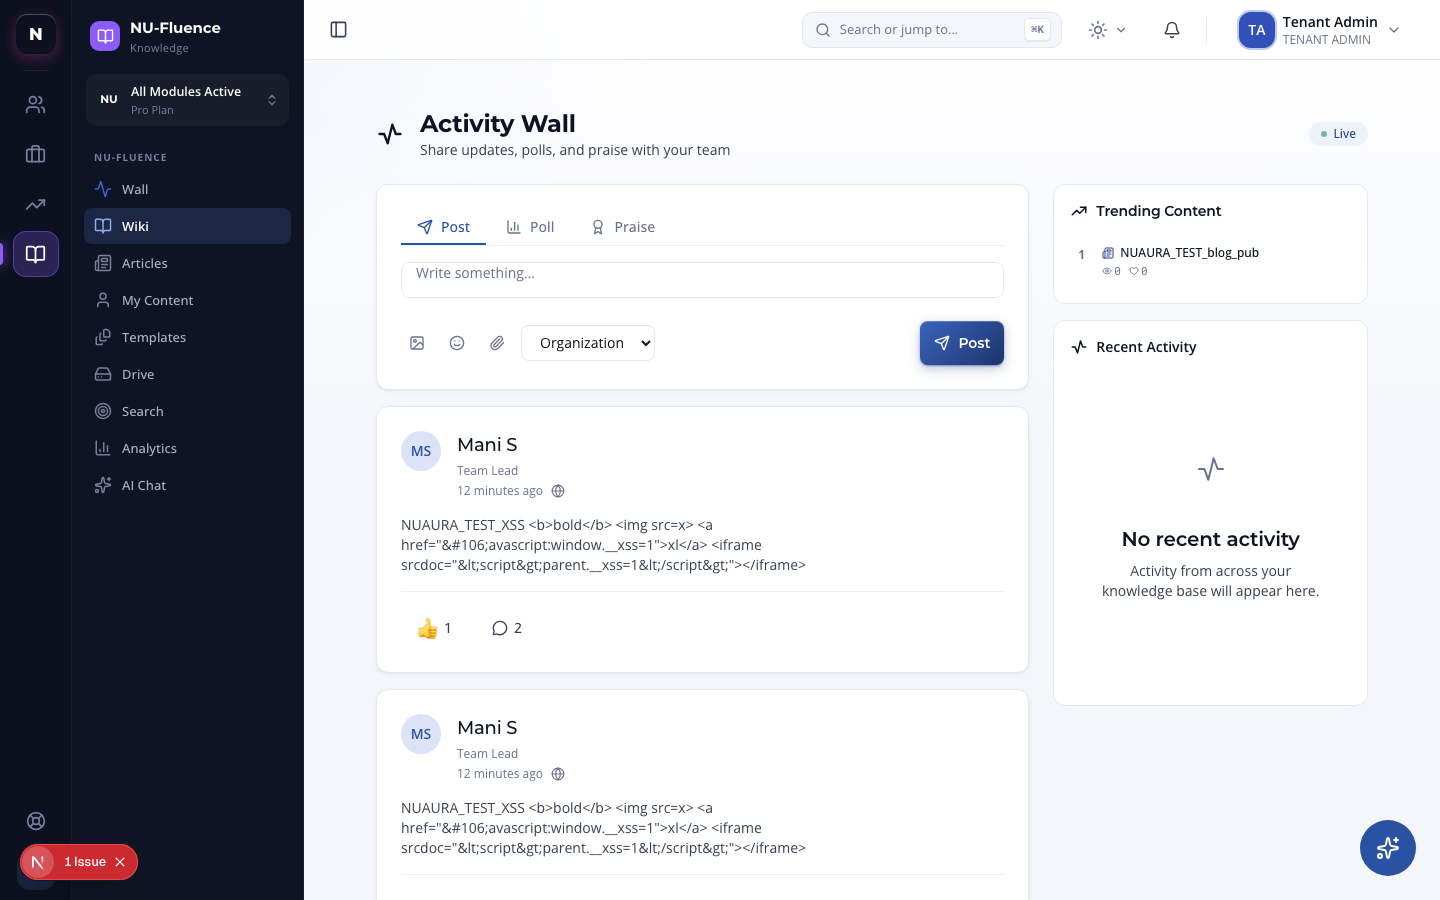 N
NU-Fluence
Knowledge
NU
All Modules Active
Pro Plan
NU-FLUENCE
Wall
Wiki
Articles
My Content
Templates
Drive
Search
Analytics
AI Chat
N
1 Issue
Search or jump to...
⌘K
TA
Tenant Admin
TENANT ADMIN
Activity Wall
Share updates, polls, and praise with your team
Live
Post
Poll
Praise
Write something...
Organization
Post
MS
Mani S
Team Lead
12 minutes ago
NUAURA_TEST_XSS <b>bold</b> <img src=x> <a
href="&#106;avascript:window.__xss=1">xl</a> <iframe
srcdoc="&lt;script&gt;parent.__xss=1&lt;/script&gt;"></iframe>
👍 1
2
MS
Mani S
Team Lead
12 minutes ago
NUAURA_TEST_XSS <b>bold</b> <img src=x> <a
href="&#106;avascript:window.__xss=1">xl</a> <iframe
srcdoc="&lt;script&gt;parent.__xss=1&lt;/script&gt;"></iframe>
Trending Content
1
NUAURA_TEST_blog_pub
0 0
Recent Activity
No recent activity
Activity from across your
knowledge base will appear here.